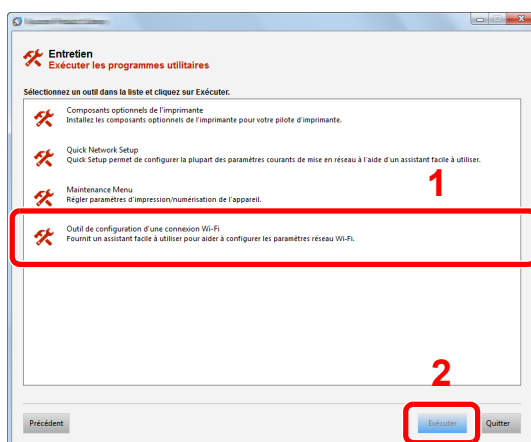 Entretien
Exécuter les programmes utilitaires
Sélectionnez un outil dans la liste et cliquez sur Exécuter.
Composants optionnels de l'imprimante
Installez les composants optionnels de l'imprimante pour votre pilote d'imprimante.
Quick Network Setup
Quick Setup permet de configurer la plupart des paramètres courants de mise en réseau à l'aide d'un assistant facile à utiliser.
1
Maintenance Menu
Régler paramètres d'impression/numérisation de l'appareil.
Outil de configuration d'une connexion Wi-Fi
Fournit un assistant facile à utiliser pour aider à configurer les paramètres réseau Wi-Fi.
2
Précédent
Exécuter
Quitter